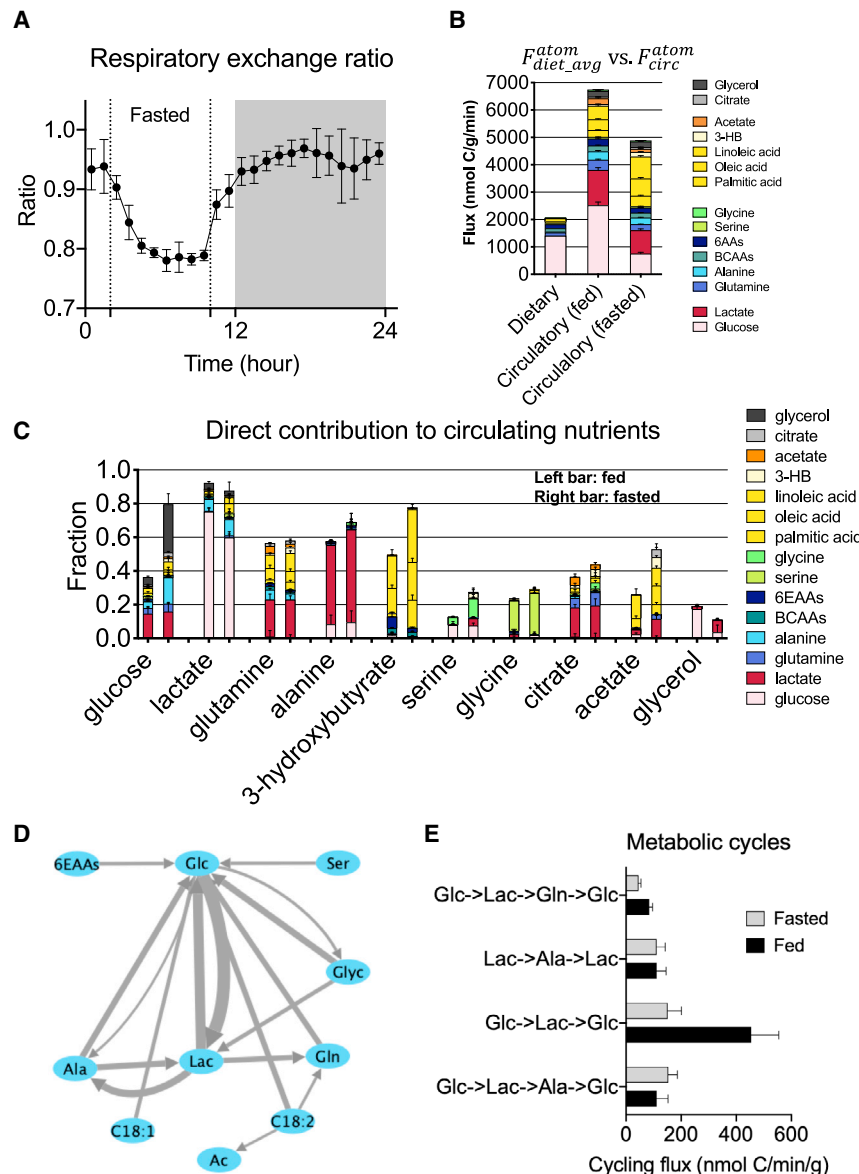 A
Respiratory exchange ratio
Fasted
1.0
0.9
0.8
0.7
Ratio
0
12
24
Time (hour)
B
F^atom_diet_avg vs. F^atom_circ
7000
6000
5000
4000
3000
2000
1000
0
Flux (nmol C/g/min)
Dietary
Circulatory (fed)
Circulalory (fasted)
Glycerol
Citrate
Acetate
3-HB
Linoleic acid
Oleic acid
Palmitic acid
Glycine
Serine
6AAs
BCAAs
Alanine
Glutamine
Lactate
Glucose
C
Direct contribution to circulating nutrients
Left bar: fed
Right bar: fasted
1.0
0.8
0.6
0.4
0.2
0.0
Fraction
glucose
lactate
glutamine
alanine
3-hydroxybutyrate
serine
glycine
citrate
acetate
glycerol
glycerol
citrate
acetate
3-HB
linoleic acid
oleic acid
palmitic acid
glycine
serine
6EAAs
BCAAs
alanine
glutamine
lactate
glucose
D
6EAAs
Glc
Ser
Glyc
Ala
Lac
Gln
C18:1
C18:2
Ac
E
Metabolic cycles
Glc->Lac->Gln->Glc
Lac->Ala->Lac
Glc->Lac->Glc
Glc->Lac->Ala->Glc
Fasted
Fed
0
200
400
600
Cycling flux (nmol C/min/g)